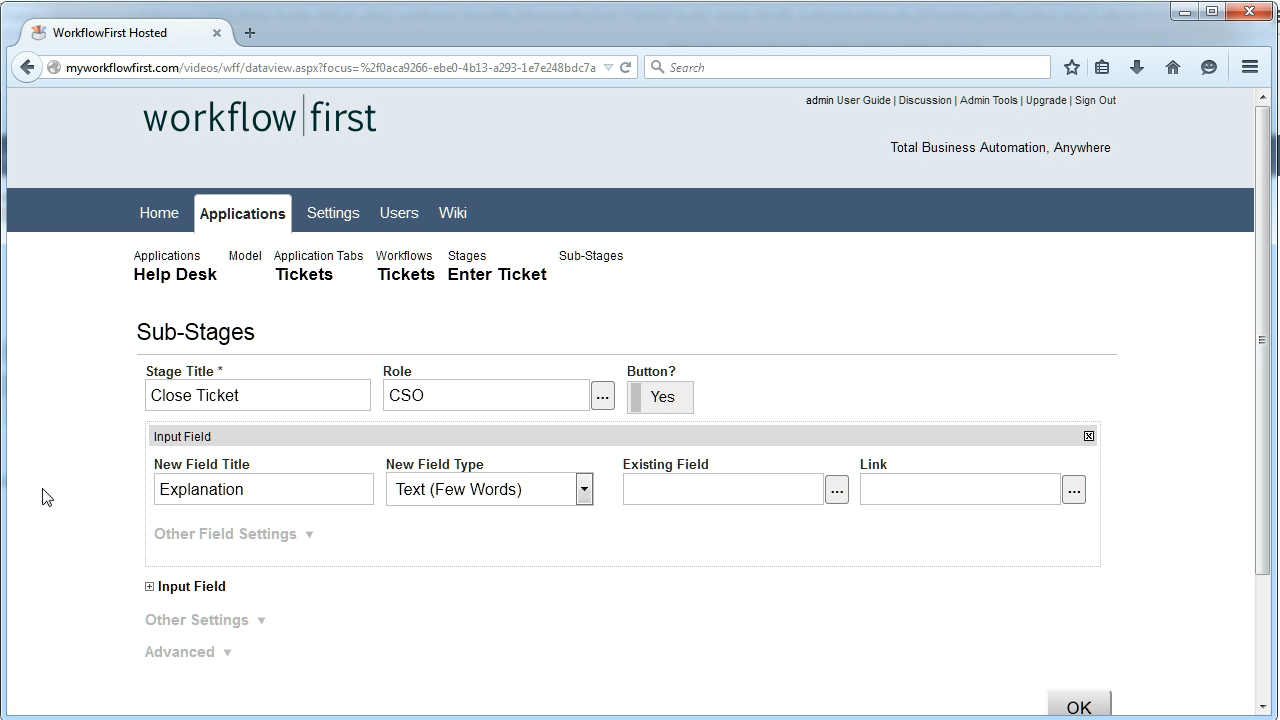 WorkflowFirst Hosted
myworkflowfirst.com/videos/wff/dataview.aspx?focus=%2f0aca9266-ebe0-4b13-a293-1e7e248bdc7a
Search
workflow|first
admin User Guide | Discussion | Admin Tools | Upgrade | Sign Out
Total Business Automation, Anywhere
Home Applications Settings Users Wiki
Applications Model Application Tabs Workflows Stages Sub-Stages
Help Desk Tickets Tickets Enter Ticket
Sub-Stages
Stage Title * Role Button?
Close Ticket CSO ... Yes
Input Field
New Field Title New Field Type Existing Field Link
Explanation Text (Few Words) ... ...
Other Field Settings
Input Field
Other Settings
Advanced
OK